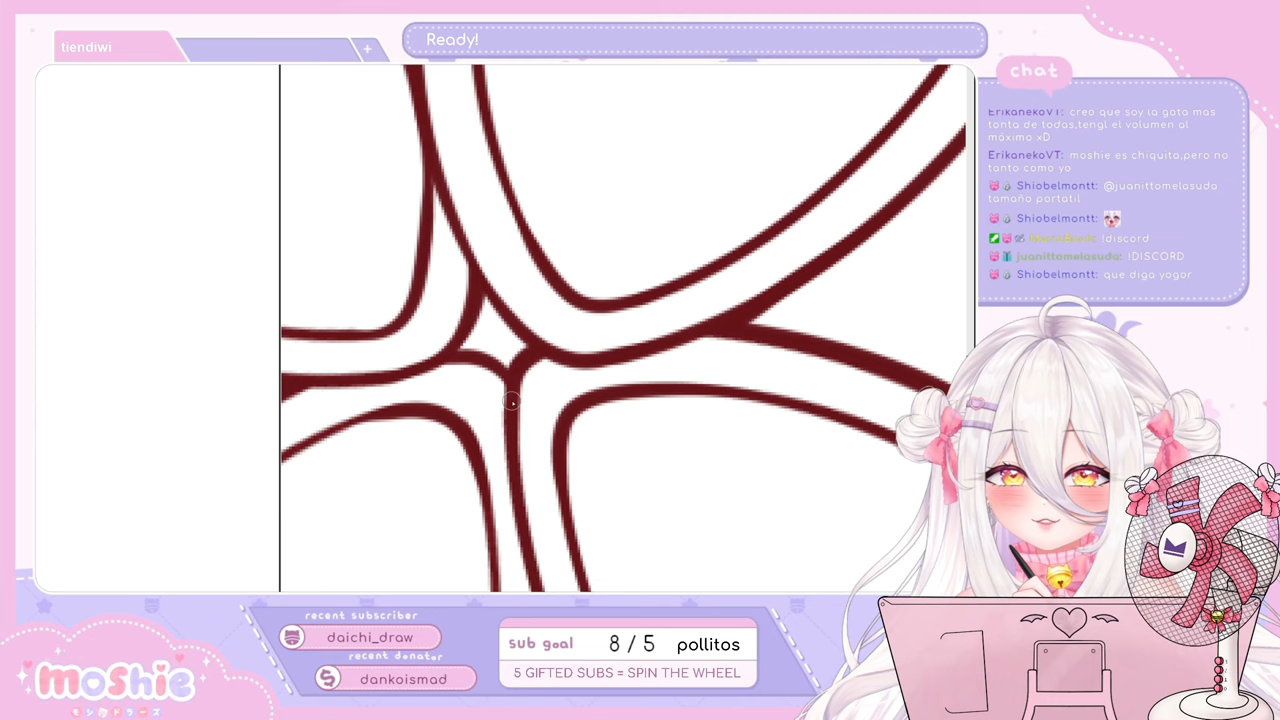 tiendiwi
+
Ready!
chat
ErikanekoVT: creo que soy la gata mas
tonta de todas,tengl el volumen al
máximo xD
ErikanekoVT: moshie es chiquita,pero no
tanto como yo
Shiobelmontt: @juanittomelasuda
tamaño portatil
Shiobelmontt:
!discord
juanittomelasuda: !DISCORD
Shiobelmontt: que diga yogor
recent subscriber
daichi_draw
recent donator
dankoismad
sub goal 8/5 pollitos
5 GIFTED SUBS = SPIN THE WHEEL
moshie